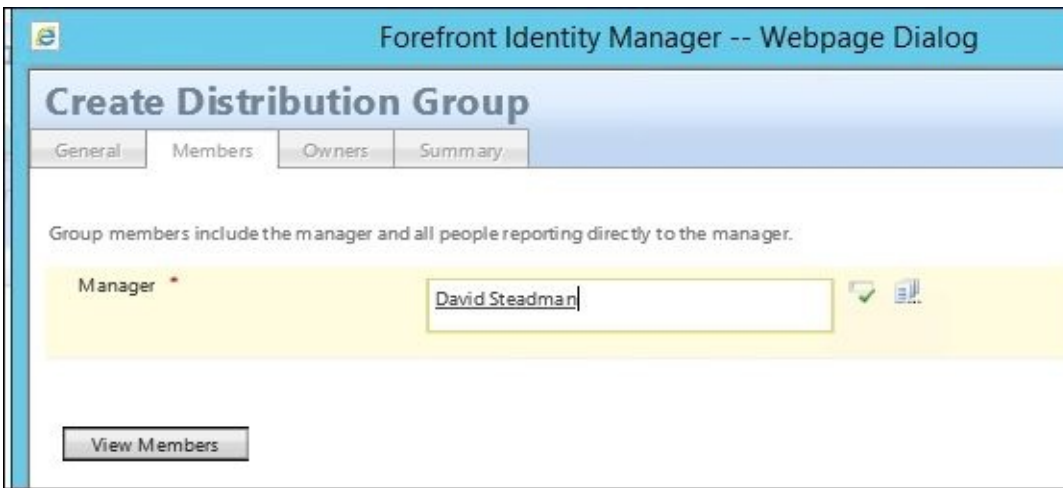 Forefront Identity Manager -- Webpage Dialog
Create Distribution Group
General Members Owners Summary
Group members include the manager and all people reporting directly to the manager.
Manager * David Steadman
View Members